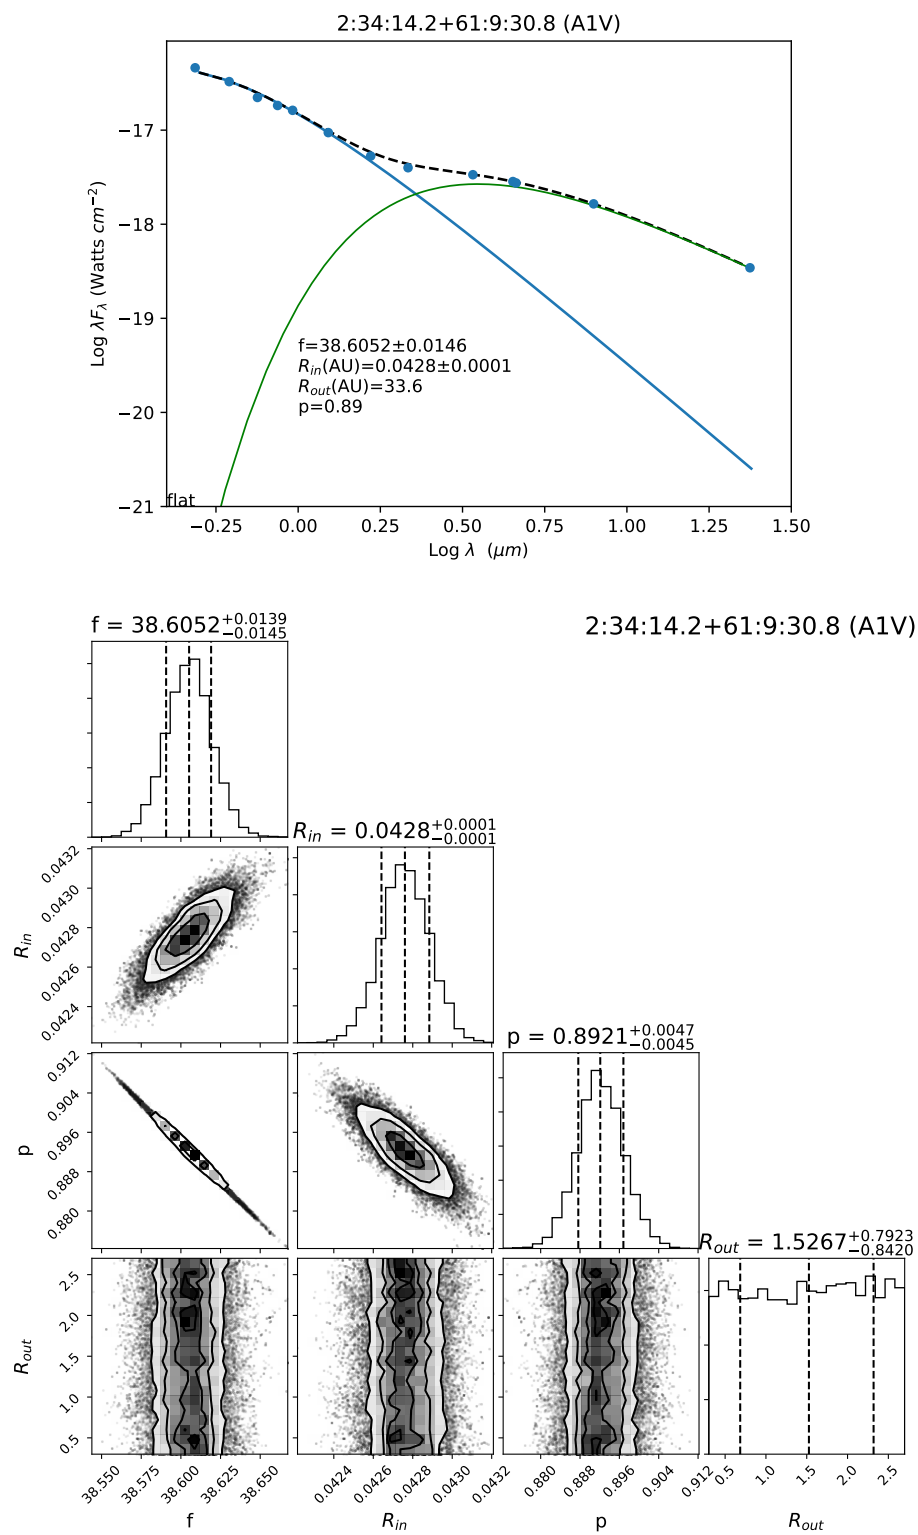 2:34:14.2+61:9:30.8 (A1V)
Log λFλ (Watts cm−2)
−17
−18
−19
−20
−21
f=38.6052±0.0146
Rin(AU)=0.0428±0.0001
Rout(AU)=33.6
p=0.89
flat
−0.25 0.00 0.25 0.50 0.75 1.00 1.25 1.50
Log λ (μm)
2:34:14.2+61:9:30.8 (A1V)
f = 38.6052+0.0139−0.0145
Rin = 0.0428+0.0001−0.0001
Rin
0.0432
0.0430
0.0428
0.0426
0.0424
p = 0.8921+0.0047−0.0045
p
0.912
0.904
0.896
0.888
0.880
Rout = 1.5267+0.7923−0.8420
Rout
2.5
2.0
1.5
1.0
0.5
38.550 38.575 38.600 38.625 38.650
0.0424 0.0426 0.0428 0.0430 0.0432
0.880 0.888 0.896 0.904 0.912
0.5 1.0 1.5 2.0 2.5
f Rin p Rout